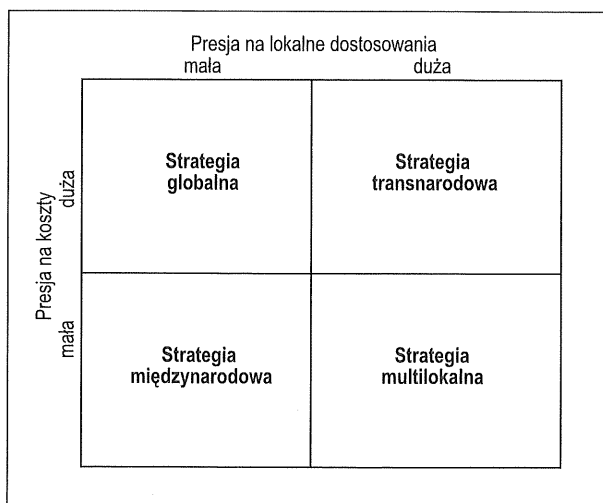 Presja na lokalne dostosowania
mała duża
Presja na koszty
duża
mała
Strategia
globalna
Strategia
transnarodowa
Strategia
międzynarodowa
Strategia
multilokalna